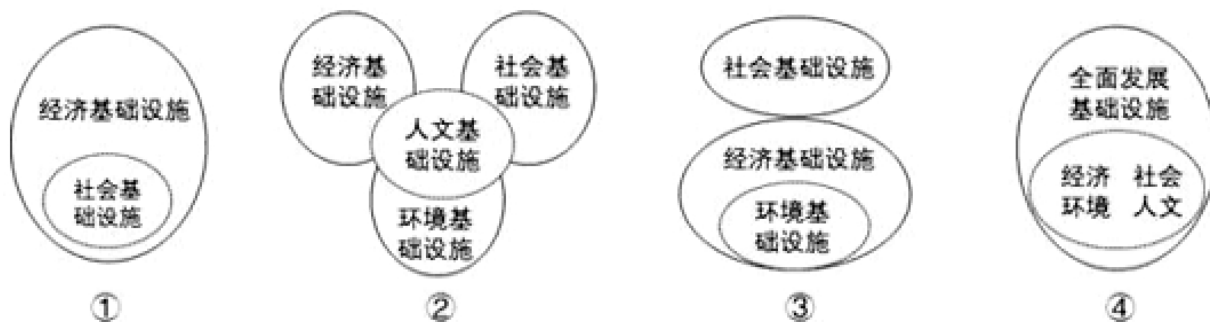 经济基础设施
社会基
础设施
①
经济基
础设施
社会基
础设施
人文基
础设施
环境基
础设施
②
社会基础设施
经济基础设施
环境基
础设施
③
全面发展
基础设施
经济 社会
环境 人文
④